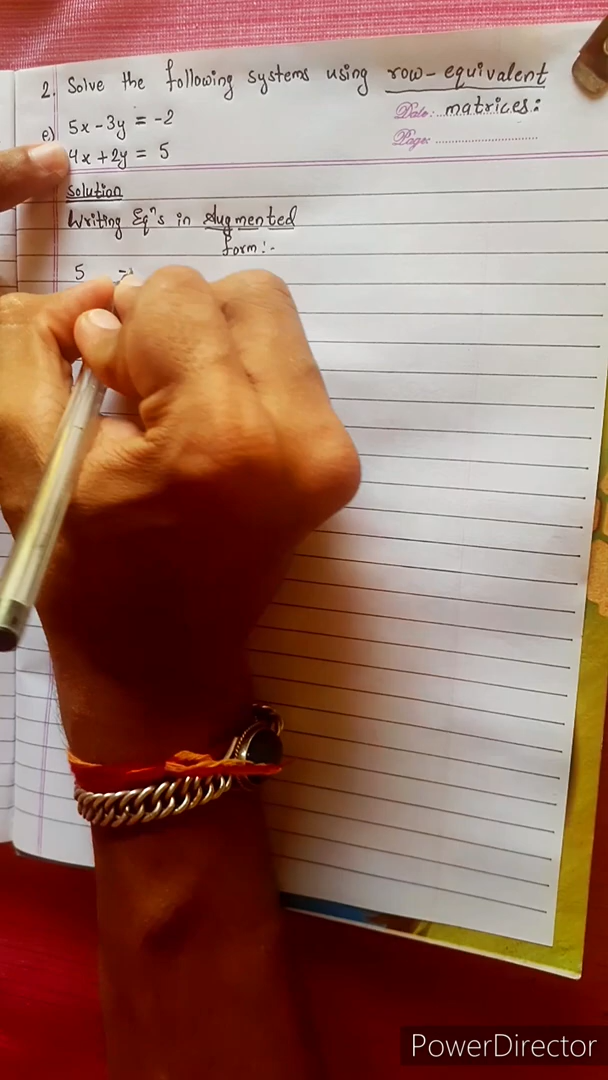 2. Solve the following systems using row-equivalent
Date: matrices:
Page:
e) 5x - 3y = -2
4x + 2y = 5
Solution
Writing Eqⁿs in Augmented
form:-
5
PowerDirector